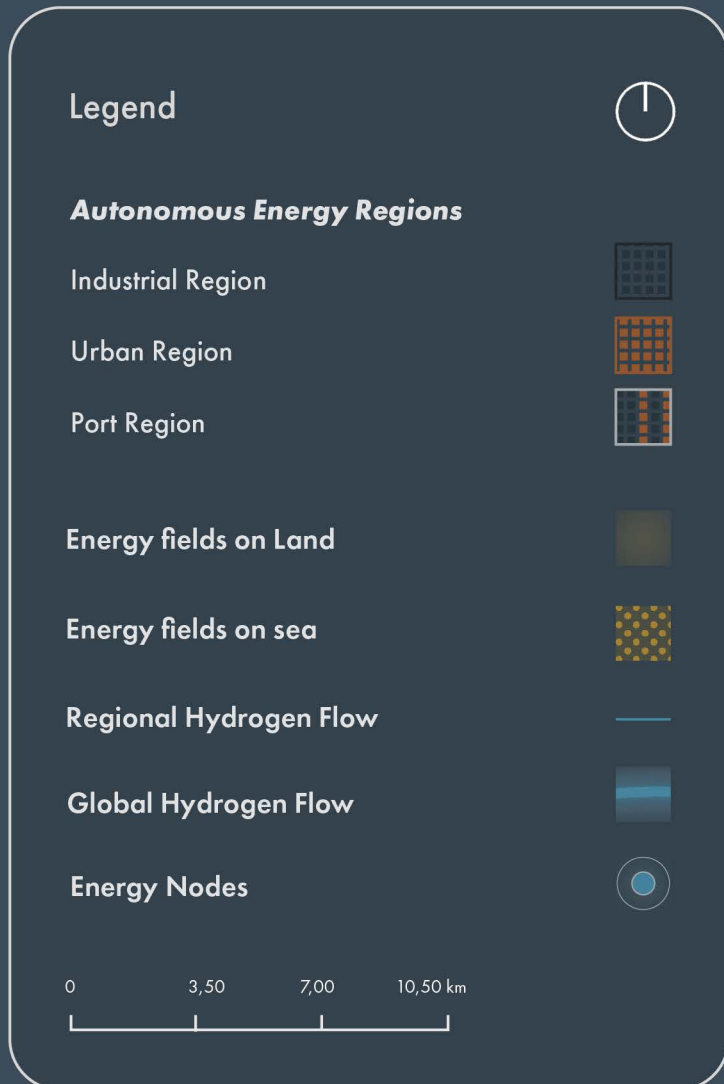 Legend
Autonomous Energy Regions
Industrial Region
Urban Region
Port Region
Energy fields on Land
Energy fields on sea
Regional Hydrogen Flow
Global Hydrogen Flow
Energy Nodes
0 3,50 7,00 10,50 km